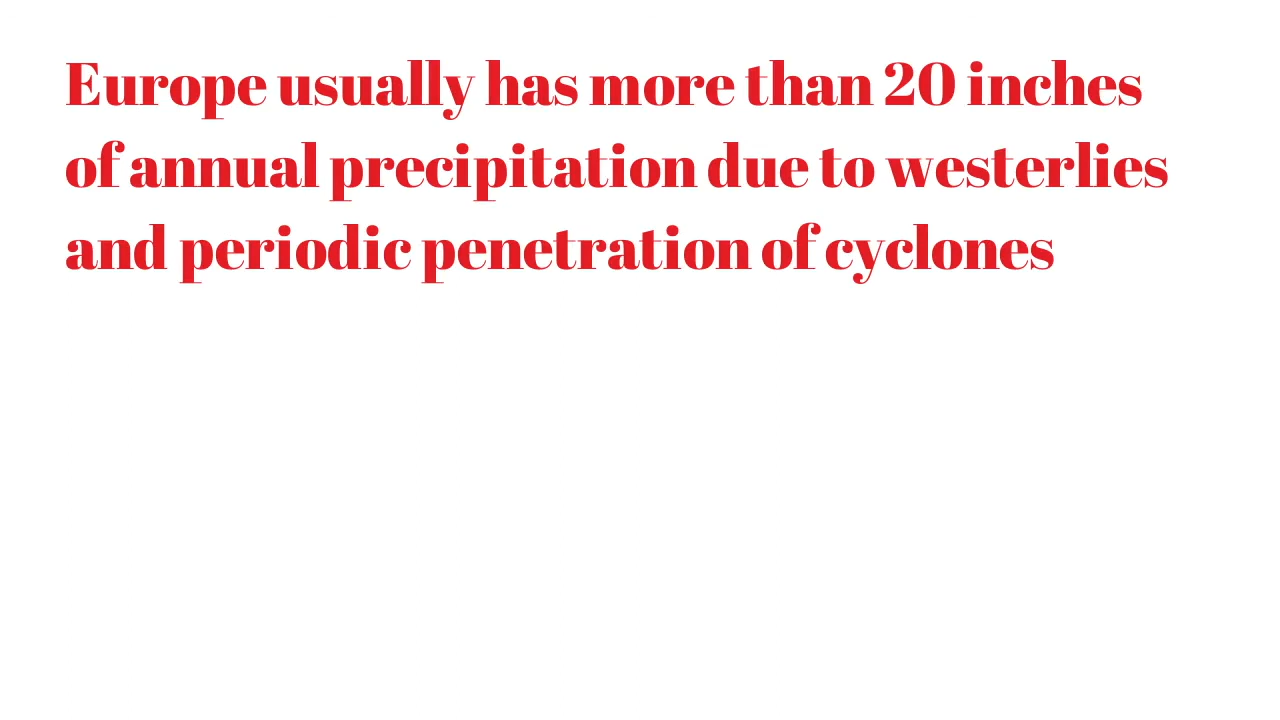 Europe usually has more than 20 inches
of annual precipitation due to westerlies
and periodic penetration of cyclones